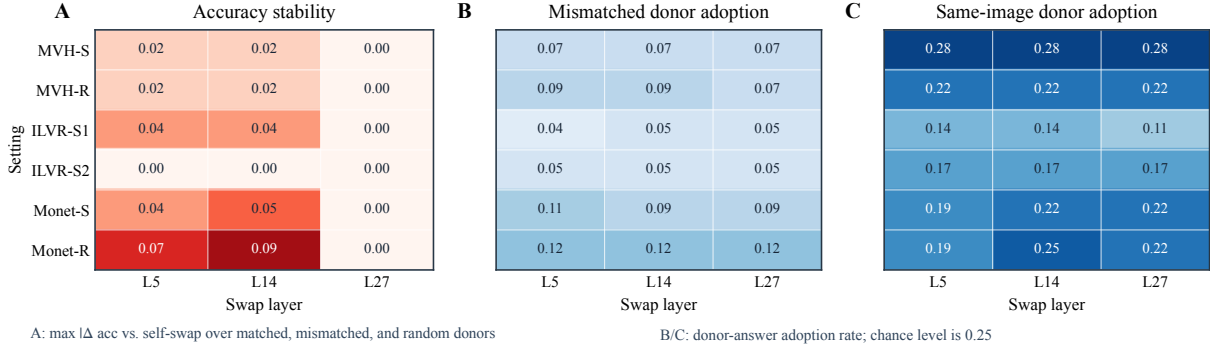 A Accuracy stability
B Mismatched donor adoption
C Same-image donor adoption
Setting
MVH-S 0.02 0.02 0.00 0.07 0.07 0.07 0.28 0.28 0.28
MVH-R 0.02 0.02 0.00 0.09 0.09 0.07 0.22 0.22 0.22
ILVR-S1 0.04 0.04 0.00 0.04 0.05 0.05 0.14 0.14 0.11
ILVR-S2 0.00 0.00 0.00 0.05 0.05 0.05 0.17 0.17 0.17
Monet-S 0.04 0.05 0.00 0.11 0.09 0.09 0.19 0.22 0.22
Monet-R 0.07 0.09 0.00 0.12 0.12 0.12 0.19 0.25 0.22
L5 L14 L27 L5 L14 L27 L5 L14 L27
Swap layer Swap layer Swap layer
A: max |Δ acc vs. self-swap over matched, mismatched, and random donors
B/C: donor-answer adoption rate; chance level is 0.25